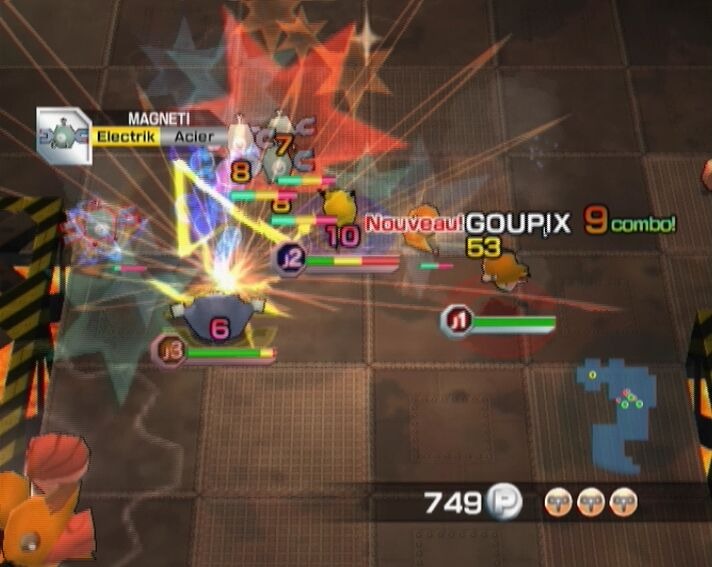 MAGNETI
Electrik Acier
7
8
8
10
Nouveau! GOUPIX 9 combo!
53
J2
6
J1
J3
749 P